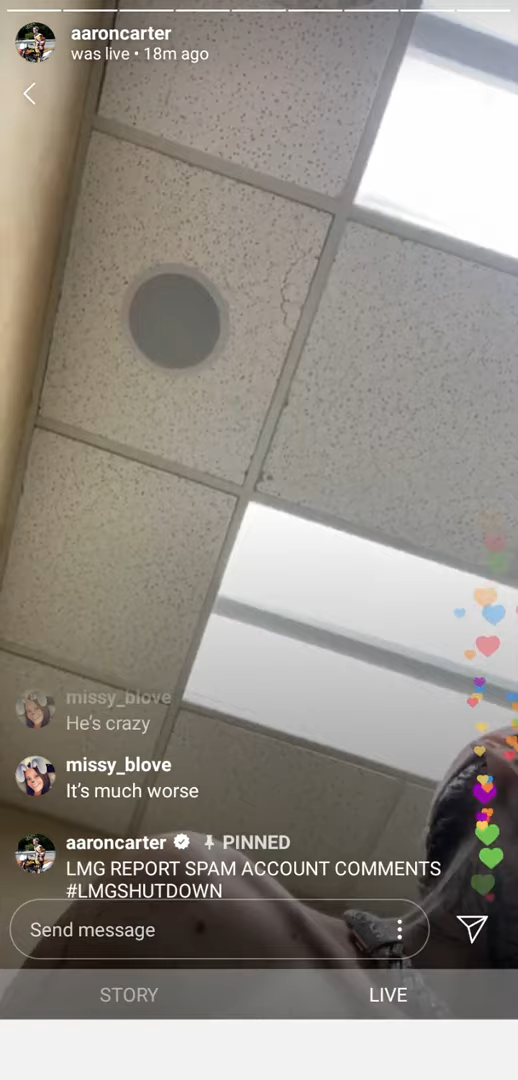 aaroncarter
was live • 18m ago
missy_blove
He's crazy
missy_blove
It's much worse
aaroncarter PINNED
LMG REPORT SPAM ACCOUNT COMMENTS
#LMGSHUTDOWN
Send message
STORY LIVE